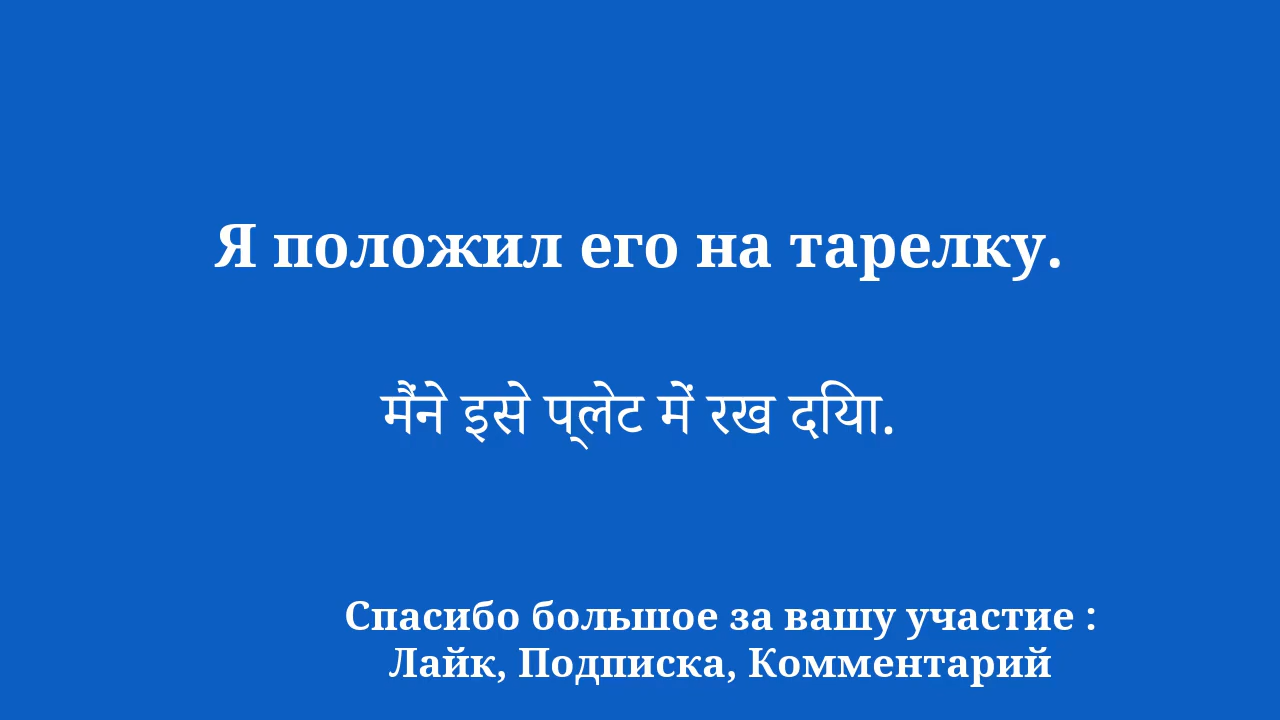 Я положил его на тарелку.
मैंने इसे प्लेट में रख दिया.
Спасибо большое за вашу участие :
Лайк, Подписка, Комментарий